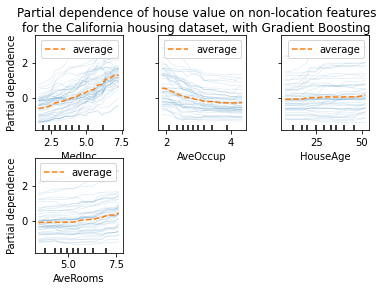 Partial dependence of house value on non-location features
for the California housing dataset, with Gradient Boosting
Partial dependence
2
0
average
2.5
5.0
7.5
MedInc
average
2
4
AveOccup
average
25
50
HouseAge
Partial dependence
2
0
average
5.0
7.5
AveRooms